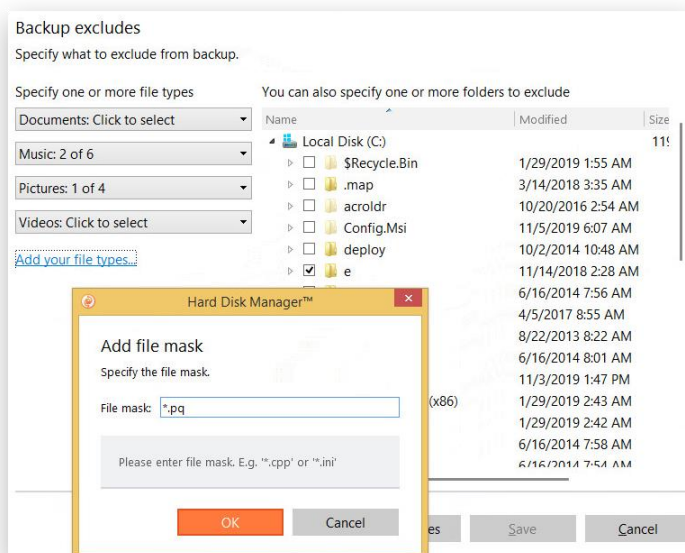 Backup excludes
Specify what to exclude from backup.
Specify one or more file types
You can also specify one or more folders to exclude
Documents: Click to select
Music: 2 of 6
Pictures: 1 of 4
Videos: Click to select
Add your file types...
Name Modified Size
Local Disk (C:) 119
$Recycle.Bin 1/29/2019 1:55 AM
.map 3/14/2018 3:35 AM
acroldr 10/20/2016 2:54 AM
Config.Msi 11/5/2019 6:07 AM
deploy 10/2/2014 10:48 AM
e 11/14/2018 2:28 AM
6/16/2014 7:56 AM
4/5/2017 8:55 AM
8/22/2013 8:22 AM
6/16/2014 8:01 AM
11/3/2019 1:47 PM
(x86) 1/29/2019 2:43 AM
1/29/2019 2:42 AM
6/16/2014 7:58 AM
6/16/2014 7:54 AM
Hard Disk Manager™
Add file mask
Specify the file mask.
File mask: *.pq
Please enter file mask. E.g. '*.cpp' or '*.ini'
OK
Cancel
es
Save
Cancel